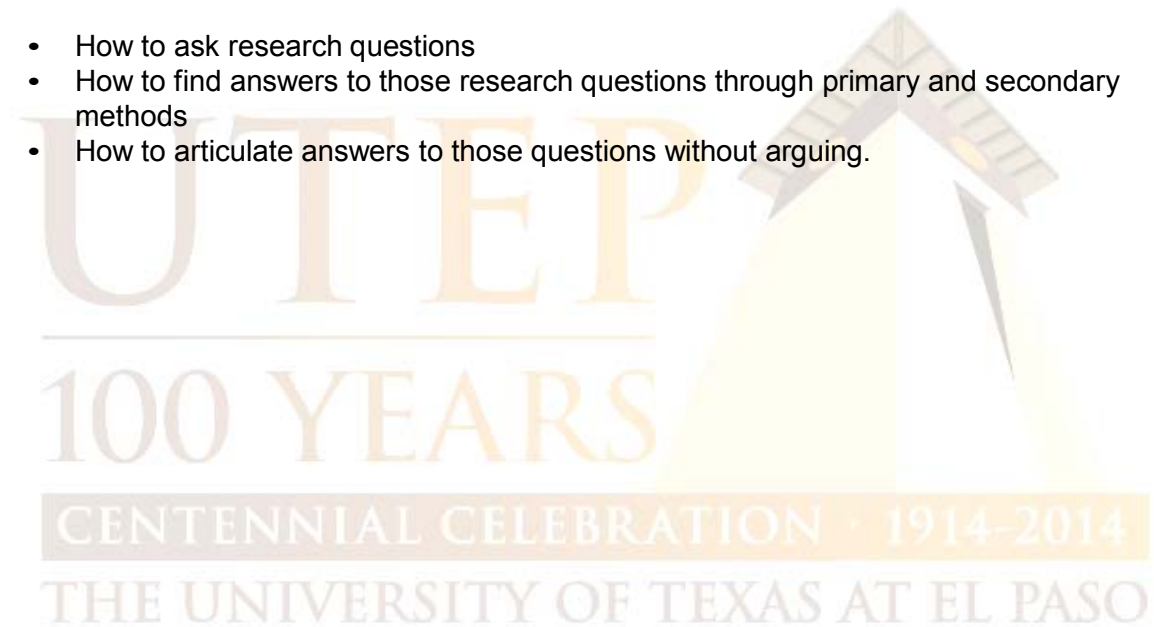 • How to ask research questions
• How to find answers to those research questions through primary and secondary
methods
• How to articulate answers to those questions without arguing.
UTEP
100 YEARS
CENTENNIAL CELEBRATION · 1914-2014
THE UNIVERSITY OF TEXAS AT EL PASO